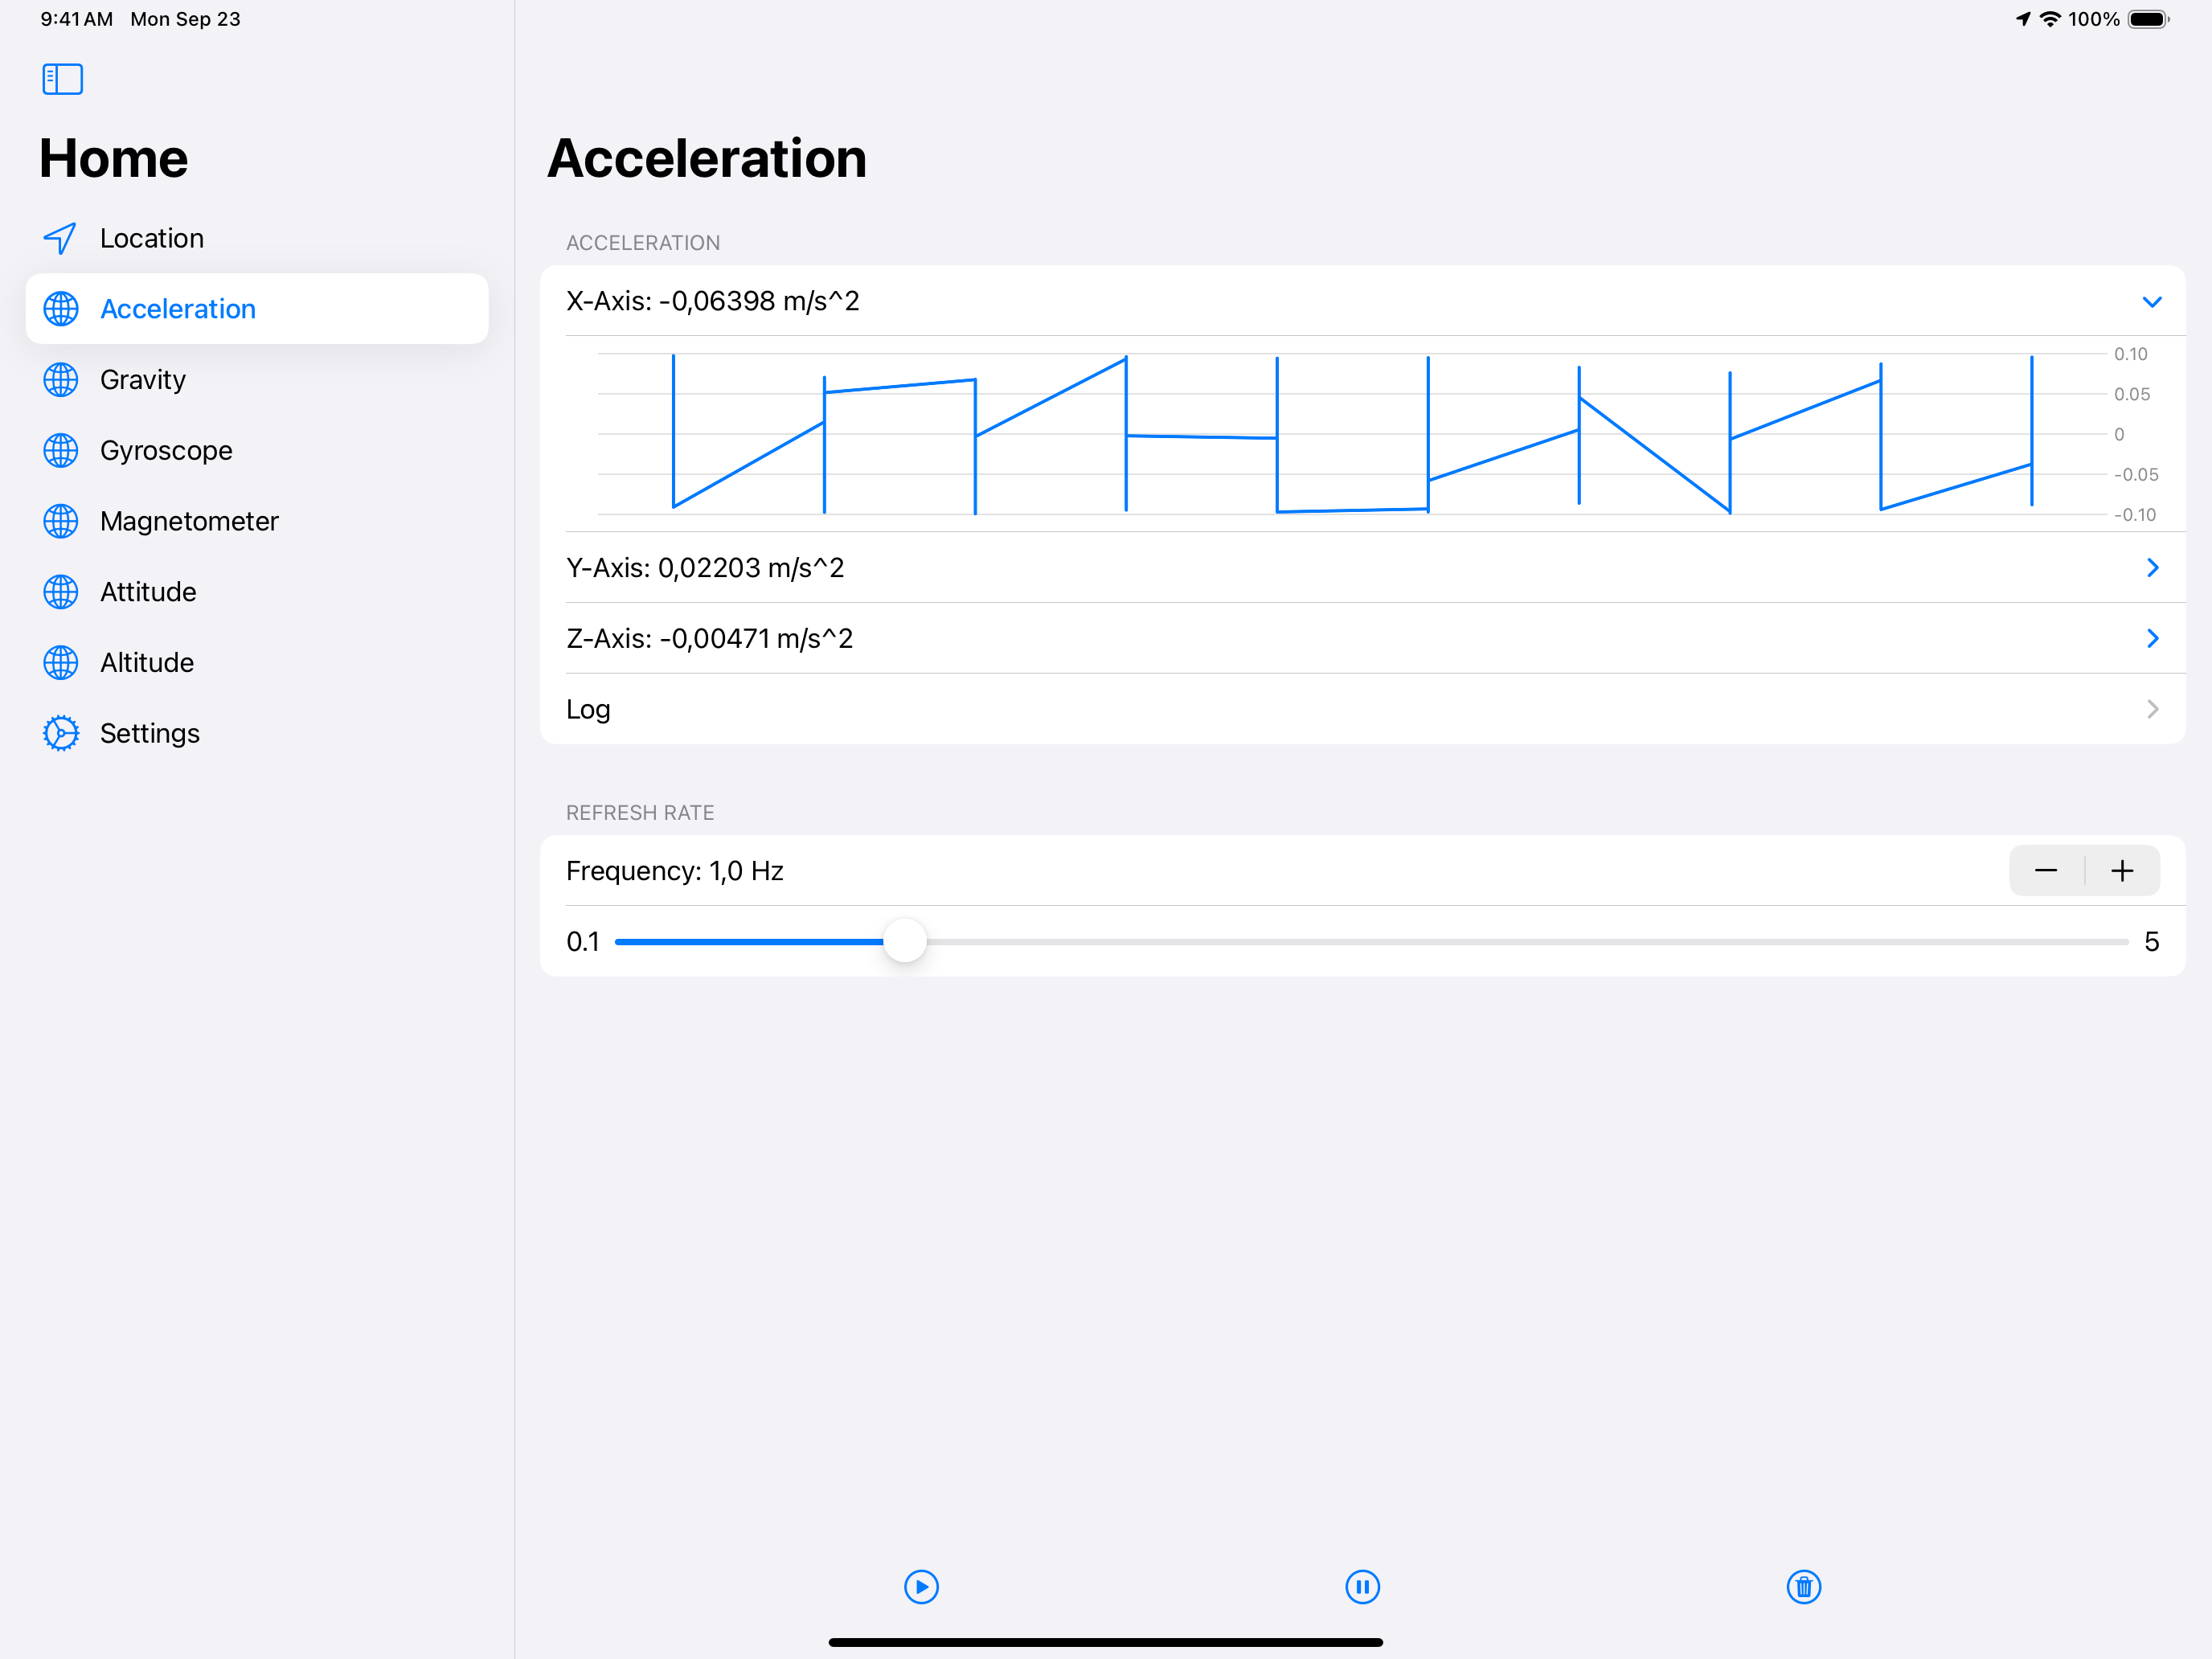 9:41 AM Mon Sep 23
100%
Home
Location
Acceleration
Gravity
Gyroscope
Magnetometer
Attitude
Altitude
Settings
Acceleration
ACCELERATION
X-Axis: -0,06398 m/s^2
0.10
0.05
0
-0.05
-0.10
Y-Axis: 0,02203 m/s^2
Z-Axis: -0,00471 m/s^2
Log
REFRESH RATE
Frequency: 1,0 Hz
0.1 5